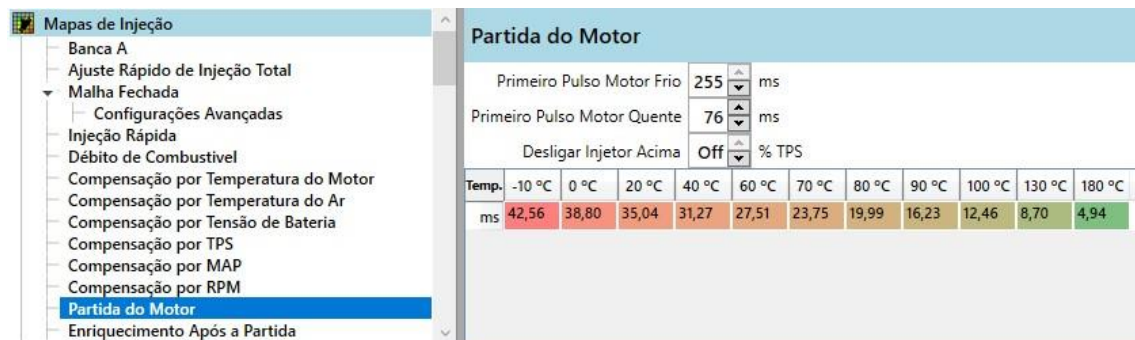 Mapas de Injeção
Banca A
Ajuste Rápido de Injeção Total
Malha Fechada
Configurações Avançadas
Injeção Rápida
Débito de Combustivel
Compensação por Temperatura do Motor
Compensação por Temperatura do Ar
Compensação por Tensão de Bateria
Compensação por TPS
Compensação por MAP
Compensação por RPM
Partida do Motor
Enriquecimento Após a Partida
Partida do Motor
Primeiro Pulso Motor Frio 255 ms
Primeiro Pulso Motor Quente 76 ms
Desligar Injetor Acima Off % TPS
Temp. -10 °C 0 °C 20 °C 40 °C 60 °C 70 °C 80 °C 90 °C 100 °C 130 °C 180 °C
ms 42,56 38,80 35,04 31,27 27,51 23,75 19,99 16,23 12,46 8,70 4,94